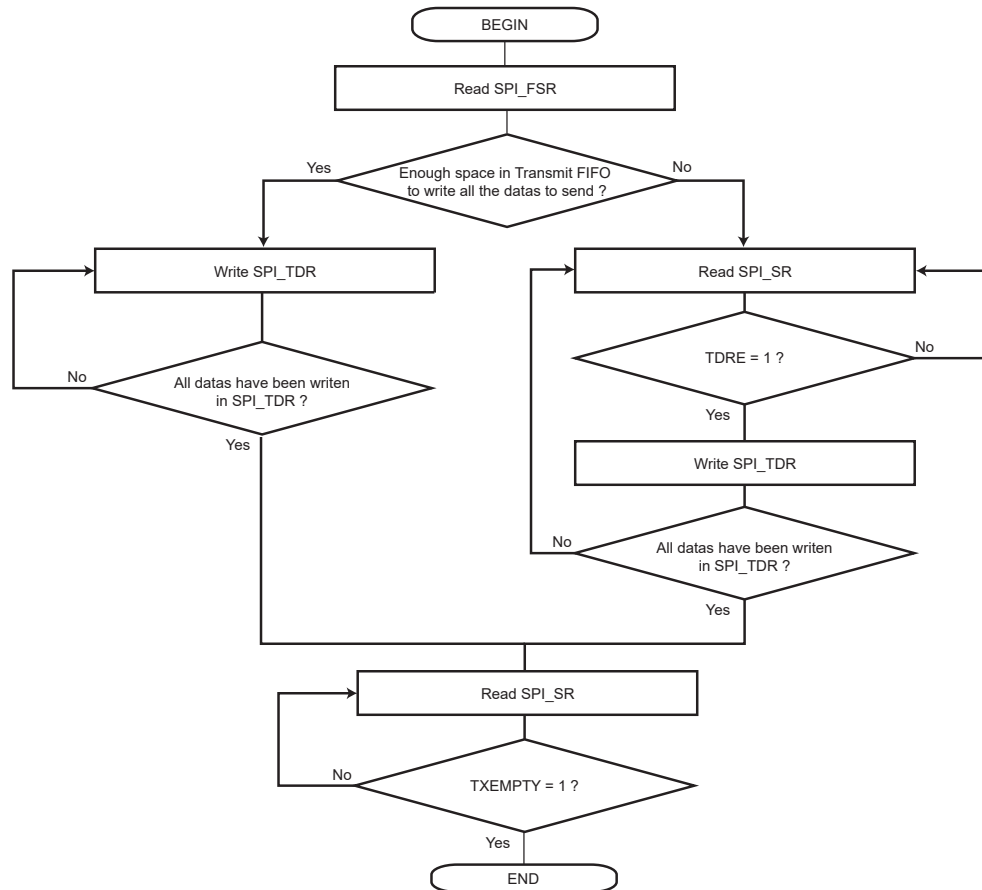 BEGIN
Read SPI_FSR
Yes
Enough space in Transmit FIFO
to write all the datas to send ?
No
Write SPI_TDR
Read SPI_SR
TDRE = 1 ?
No
No
All datas have been writen
in SPI_TDR ?
Yes
Yes
Write SPI_TDR
No
All datas have been writen
in SPI_TDR ?
Yes
Read SPI_SR
No
TXEMPTY = 1 ?
Yes
END